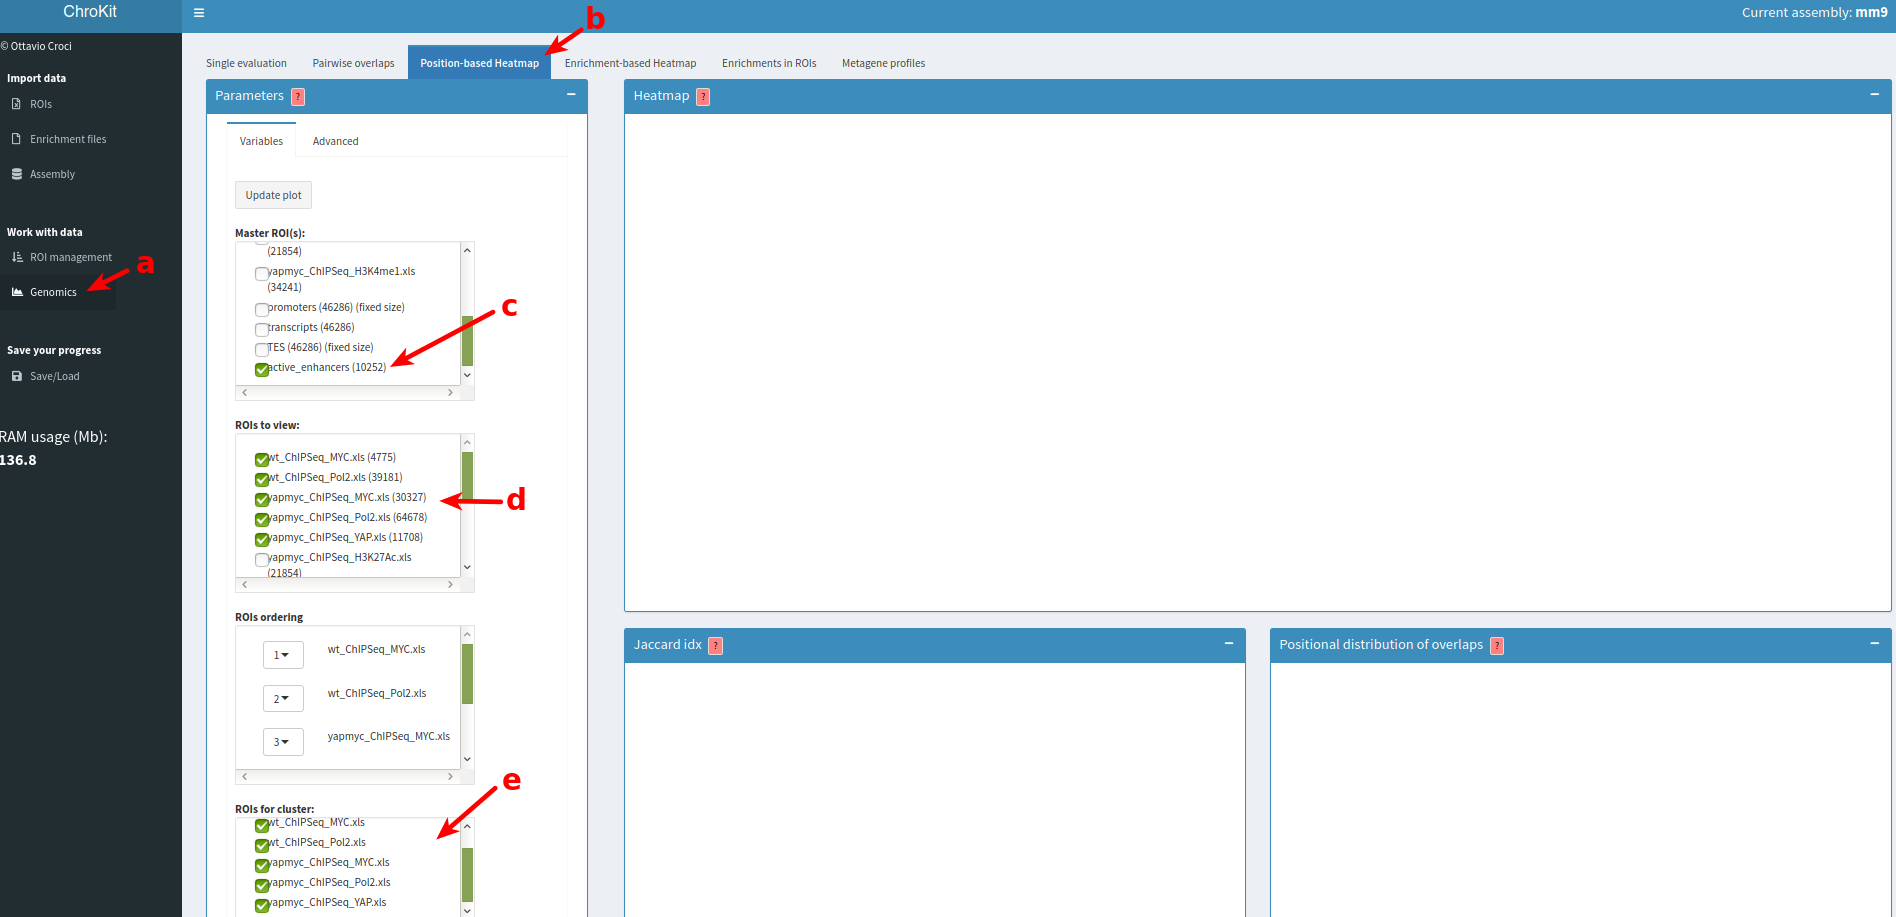 ChroKit
Current assembly: mm9
© Ottavio Croci
Import data
ROIs
Enrichment files
Assembly
Work with data
ROI management
Genomics
Save your progress
Save/Load
RAM usage (Mb):
136.8
a
b
Single evaluation
Pairwise overlaps
Position-based Heatmap
Enrichment-based Heatmap
Enrichments in ROIs
Metagene profiles
Parameters ?
Variables
Advanced
Update plot
Master ROI(s):
(21854)
yapmyc_ChIPSeq_H3K4me1.xls
(34241)
promoters (46286) (fixed size)
transcripts (46286)
TES (46286) (fixed size)
active_enhancers (10252)
c
ROIs to view:
wt_ChIPSeq_MYC.xls (4775)
wt_ChIPSeq_Pol2.xls (39181)
yapmyc_ChIPSeq_MYC.xls (30327)
yapmyc_ChIPSeq_Pol2.xls (64678)
yapmyc_ChIPSeq_YAP.xls (11708)
yapmyc_ChIPSeq_H3K27Ac.xls
(21854)
d
ROIs ordering
1 wt_ChIPSeq_MYC.xls
2 wt_ChIPSeq_Pol2.xls
3 yapmyc_ChIPSeq_MYC.xls
e
ROIs for cluster:
wt_ChIPSeq_MYC.xls
wt_ChIPSeq_Pol2.xls
yapmyc_ChIPSeq_MYC.xls
yapmyc_ChIPSeq_Pol2.xls
yapmyc_ChIPSeq_YAP.xls
Heatmap ?
Jaccard idx ?
Positional distribution of overlaps ?